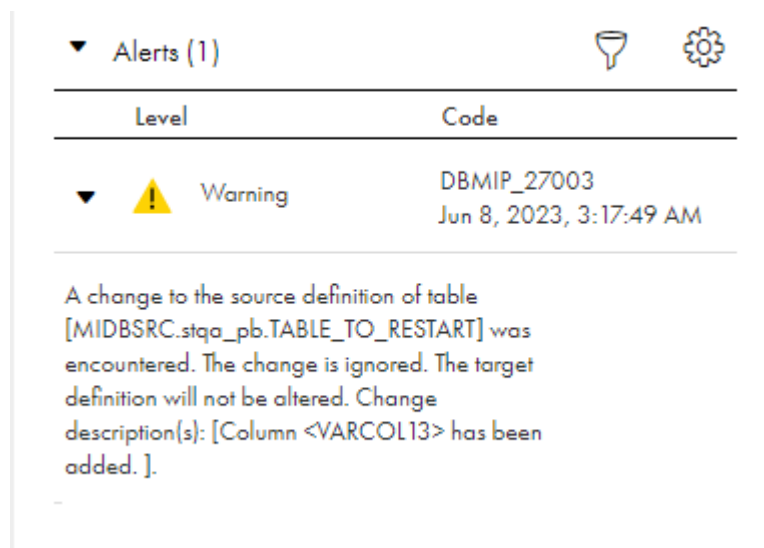 Alerts (1)
Level Code
Warning DBMIP_27003
Jun 8, 2023, 3:17:49 AM
A change to the source definition of table
[MIDBSRC.stqa_pb.TABLE_TO_RESTART] was
encountered. The change is ignored. The target
definition will not be altered. Change
description(s): [Column <VARCOL13> has been
added. ].